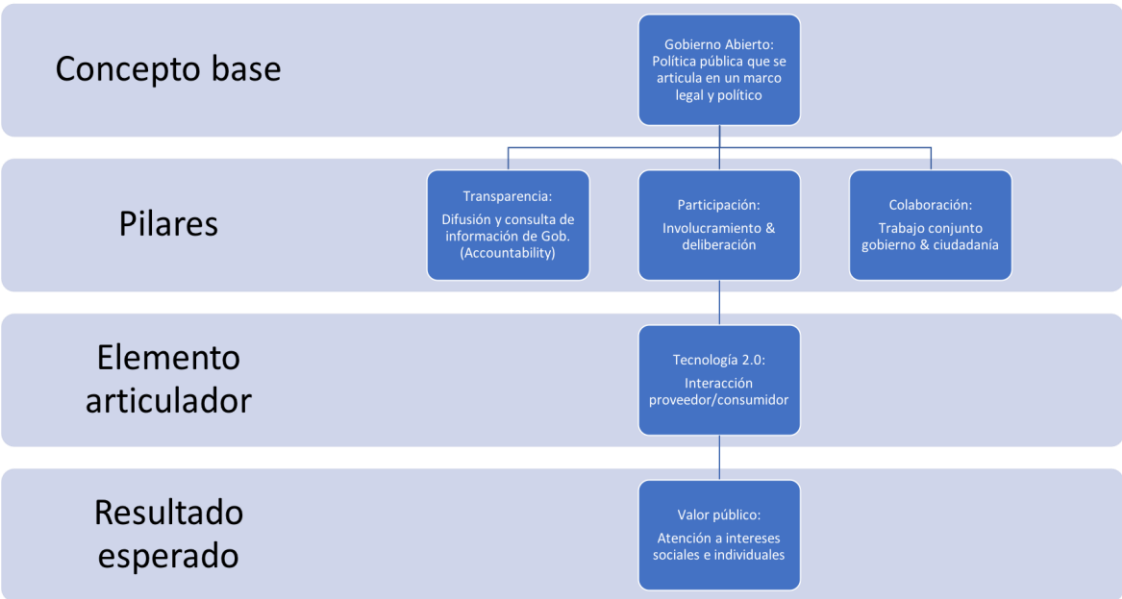 Concepto base
Gobierno Abierto:
Política pública que se
articula en un marco
legal y político
Pilares
Transparencia:
Difusión y consulta de
información de Gob.
(Accountability)
Participación:
Involucramiento &
deliberación
Colaboración:
Trabajo conjunto
gobierno & ciudadanía
Elemento
articulador
Tecnología 2.0:
Interacción
proveedor/consumidor
Resultado
esperado
Valor público:
Atención a intereses
sociales e individuales